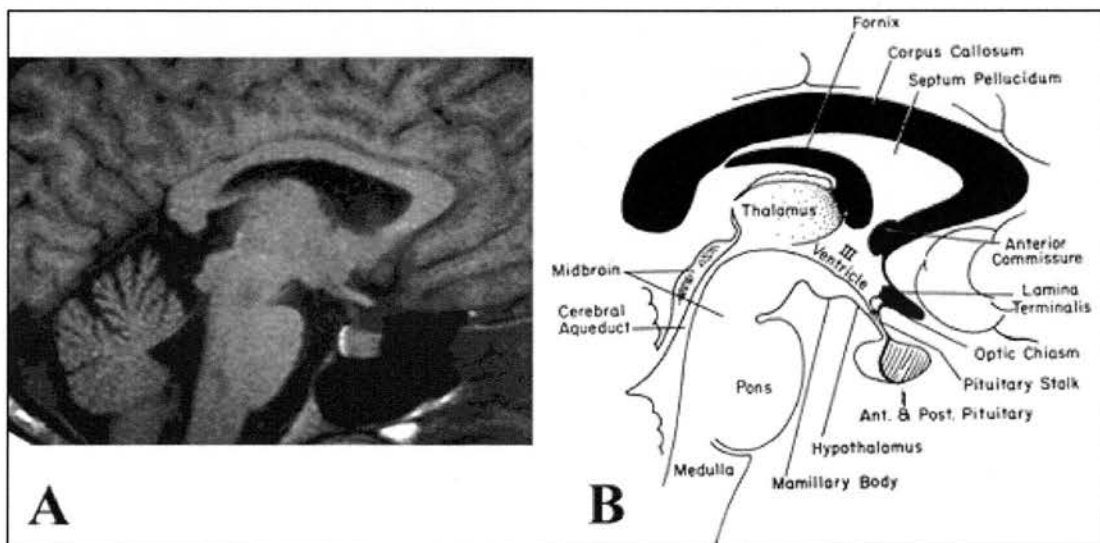 Fornix
Corpus Callosum
Septum Pellucidum
Thalamus
III
Ventricle
Anterior
Commissure
Midbrain
Lamina
Terminalis
Cerebral
Aqueduct
Optic Chiasm
Pituitary Stalk
Pons
Ant. & Post. Pituitary
Hypothalamus
Medulla
Mamillary Body
A
B